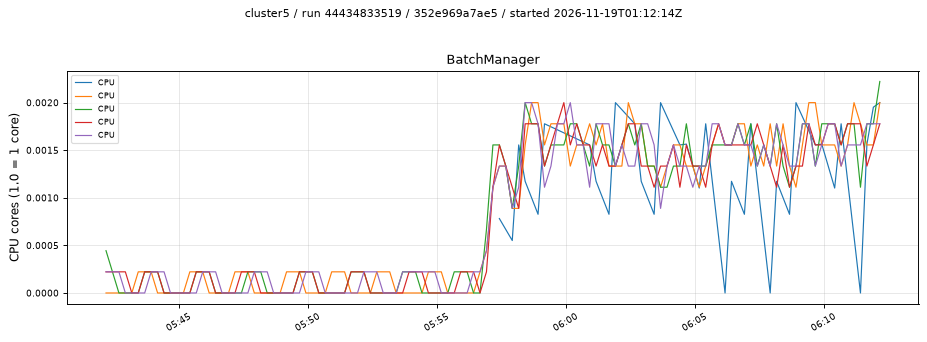 cluster5 / run 44434833519 / 352e969a7ae5 / started 2026-11-19T01:12:14Z
BatchManager
CPU
CPU
CPU
CPU
CPU
CPU cores (1.0 = 1 core)
0.0020
0.0015
0.0010
0.0005
0.0000
05:45
05:50
05:55
06:00
06:05
06:10